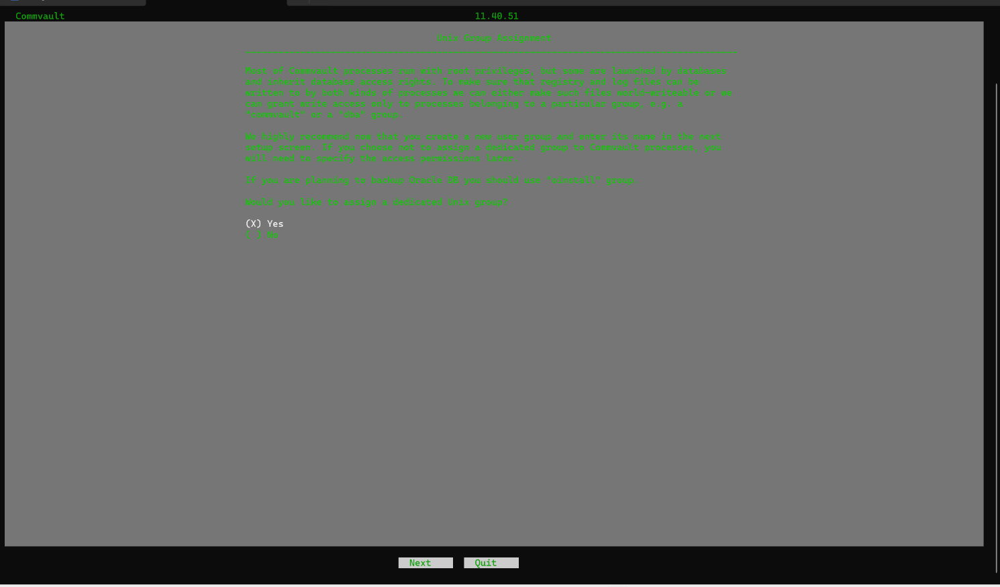 Commvault 11.40.51
Unix Group Assignment
Most of Commvault processes run with root privileges, but some are launched by databases
and inherit database access rights. To make sure that registry and log files can be
written to by both kinds of processes we can either make such files world-writeable or we
can grant write access only to processes belonging to a particular group, e.g. a
"commvault" or a "dba" group.
We highly recommend now that you create a new user group and enter its name in the next
setup screen. If you choose not to assign a dedicated group to Commvault processes, you
will need to specify the access permissions later.
If you are planning to backup Oracle DB you should use "oinstall" group.
Would you like to assign a dedicated Unix group?
(X) Yes
( ) No
Next Quit